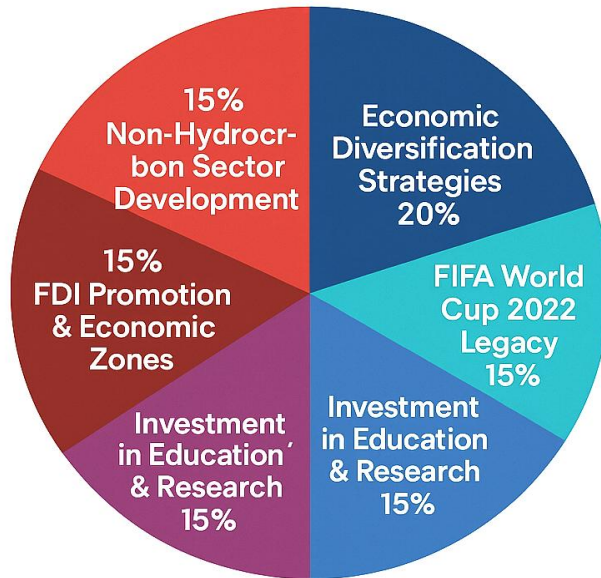 15%
Non-Hydrocr-
bon Sector
Development
Economic
Diversification
Strategies
20%
15%
FDI Promotion
& Economic
Zones
FIFA World
Cup 2022
Legacy
15%
Investment
in Education´
& Research
15%
Investment
in Education
& Research
15%